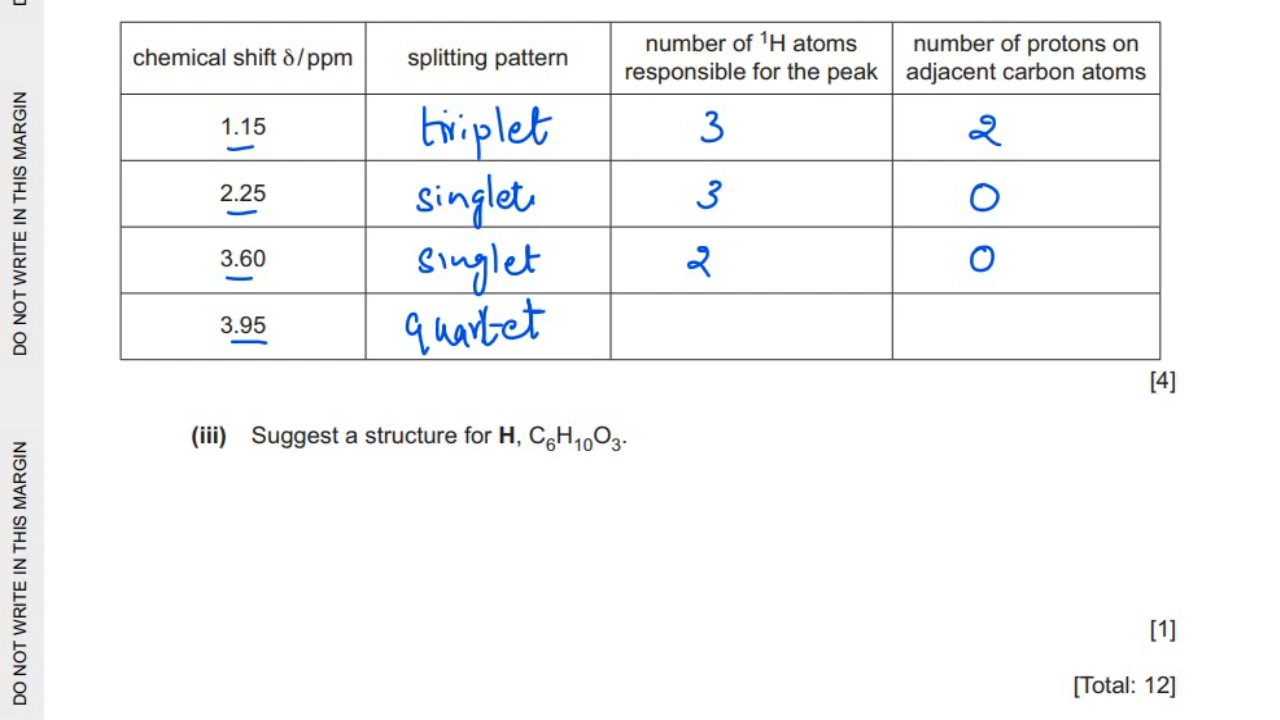 DO NOT WRITE IN THIS MARGIN
DO NOT WRITE IN THIS MARGIN
chemical shift δ/ppm
splitting pattern
number of ¹H atoms
responsible for the peak
number of protons on
adjacent carbon atoms
1.15 triplet 3 2
2.25 singlet 3 0
3.60 singlet 2 0
3.95 quartet
[4]
(iii) Suggest a structure for H, C₆H₁₀O₃.
[1]
[Total: 12]